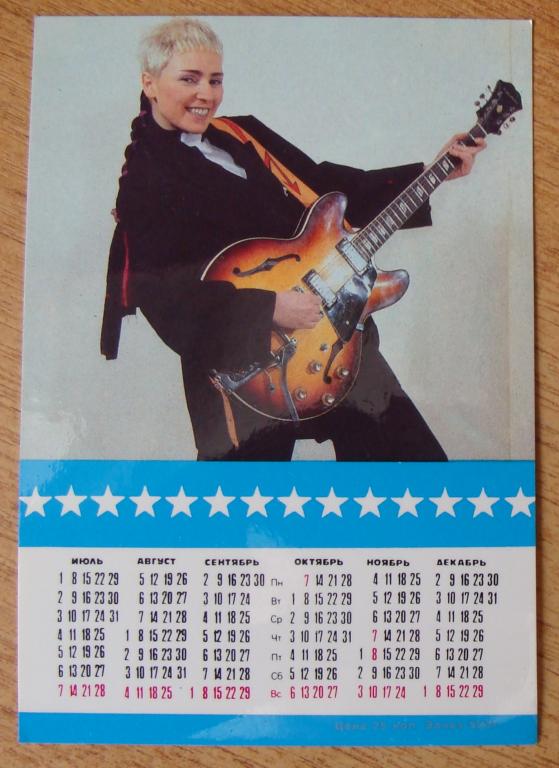 ИЮЛЬ АВГУСТ СЕНТЯБРЬ ОКТЯБРЬ НОЯБРЬ ДЕКАБРЬ
1 8 15 22 29 5 12 19 26 2 9 16 23 30 Пн 7 14 21 28 4 11 18 25 2 9 16 23 30
2 9 16 23 30 6 13 20 27 3 10 17 24 Вт 1 8 15 22 29 5 12 19 26 3 10 17 24 31
3 10 17 24 31 7 14 21 28 4 11 18 25 Ср 2 9 16 23 30 6 13 20 27 4 11 18 25
4 11 18 25 1 8 15 22 29 5 12 19 26 Чт 3 10 17 24 31 7 14 21 28 5 12 19 26
5 12 19 26 2 9 16 23 30 6 13 20 27 Пт 4 11 18 25 1 8 15 22 29 6 13 20 27
6 13 20 27 3 10 17 24 31 7 14 21 28 Сб 5 12 19 26 2 9 16 23 30 7 14 21 28
7 14 21 28 4 11 18 25 1 8 15 22 29 Вс 6 13 20 27 3 10 17 24 1 8 15 22 29
Цена 25 коп.